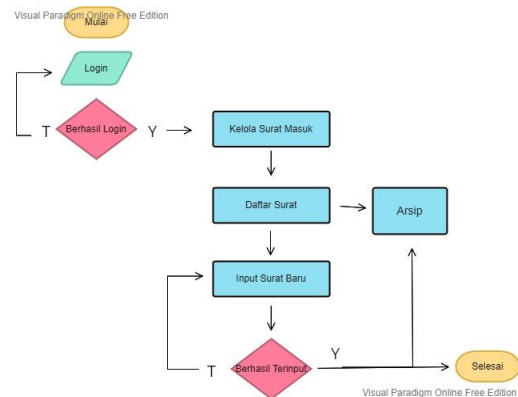 Visual Paradigm Online Free Edition
Mulai
Login
Berhasil Login
T
Y
Kelola Surat Masuk
Daftar Surat
Arsip
Input Surat Baru
Berhasil Terinput
T
Y
Selesai
Visual Paradigm Online Free Edition